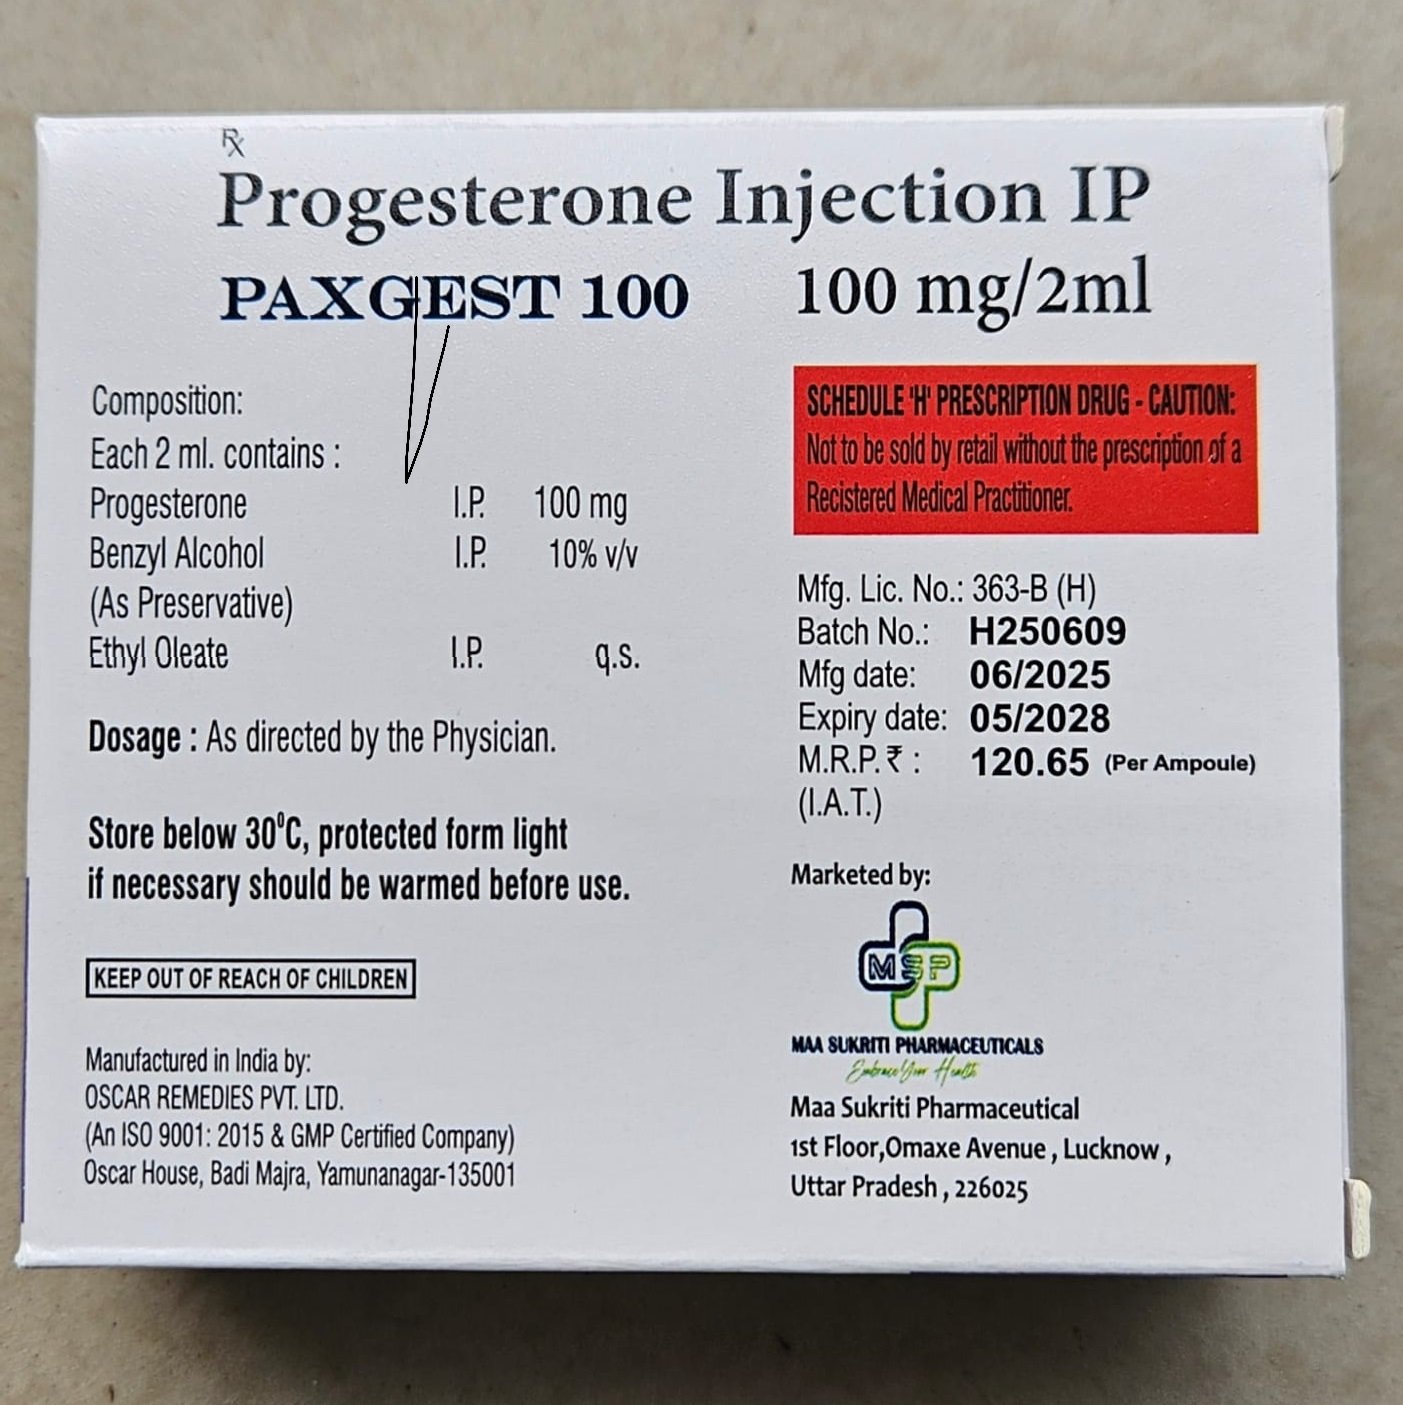 Rx
Progesterone Injection IP
PAXGEST 100 100 mg/2ml
Composition:
Each 2 ml. contains :
Progesterone I.P. 100 mg
Benzyl Alcohol I.P. 10% v/v
(As Preservative)
Ethyl Oleate I.P. q.s.
Dosage : As directed by the Physician.
Store below 30⁰C, protected form light
if necessary should be warmed before use.
KEEP OUT OF REACH OF CHILDREN
Manufactured in India by:
OSCAR REMEDIES PVT. LTD.
(An ISO 9001: 2015 & GMP Certified Company)
Oscar House, Badi Majra, Yamunanagar-135001
SCHEDULE 'H' PRESCRIPTION DRUG - CAUTION:
Not to be sold by retail without the prescription of a
Recistered Medical Practitioner.
Mfg. Lic. No.: 363-B (H)
Batch No.: H250609
Mfg date: 06/2025
Expiry date: 05/2028
M.R.P. ₹ : 120.65 (Per Ampoule)
(I.A.T.)
Marketed by:
MSP
MAA SUKRITI PHARMACEUTICALS
Embrace Your Health
Maa Sukriti Pharmaceutical
1st Floor,Omaxe Avenue , Lucknow ,
Uttar Pradesh , 226025